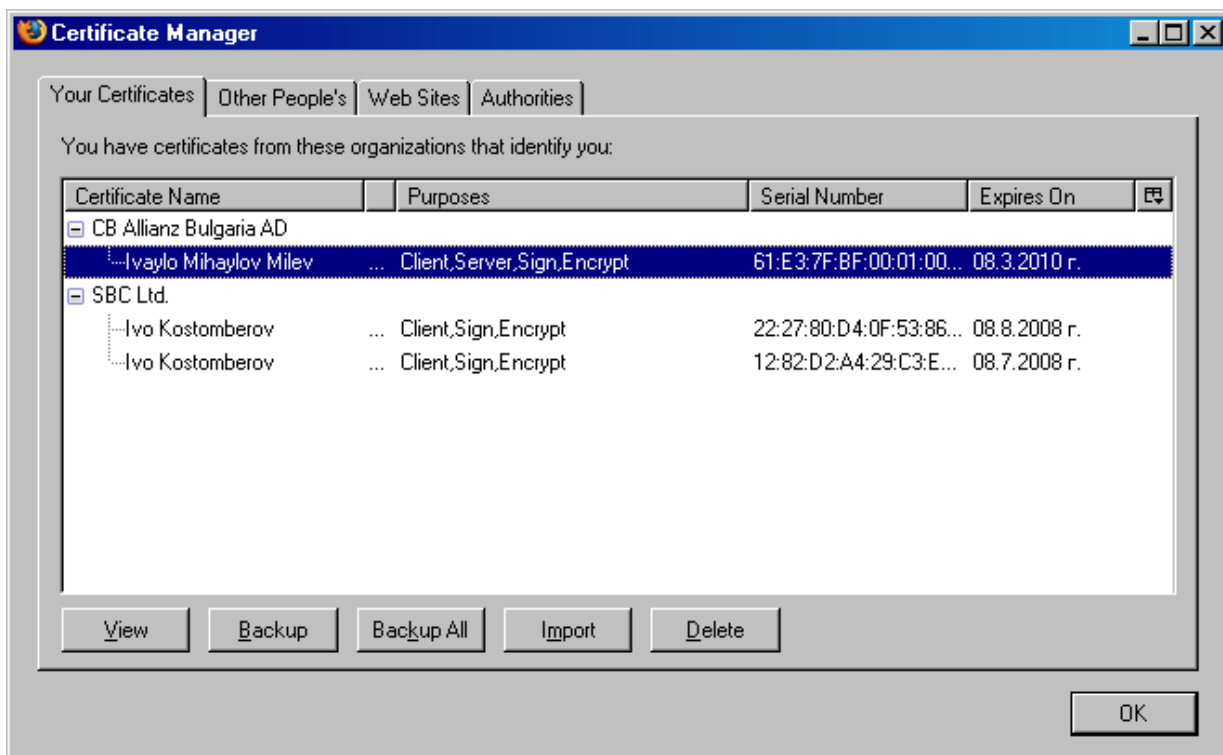 Certificate Manager
Your Certificates Other People's Web Sites Authorities
You have certificates from these organizations that identify you:
Certificate Name Purposes Serial Number Expires On
CB Allianz Bulgaria AD
Ivaylo Mihaylov Milev ... Client,Server,Sign,Encrypt 61:E3:7F:BF:00:01:00... 08.3.2010 г.
SBC Ltd.
Ivo Kostomberov ... Client,Sign,Encrypt 22:27:80:D4:0F:53:86... 08.8.2008 г.
Ivo Kostomberov ... Client,Sign,Encrypt 12:82:D2:A4:29:C3:E... 08.7.2008 г.
View Backup Backup All Import Delete
OK